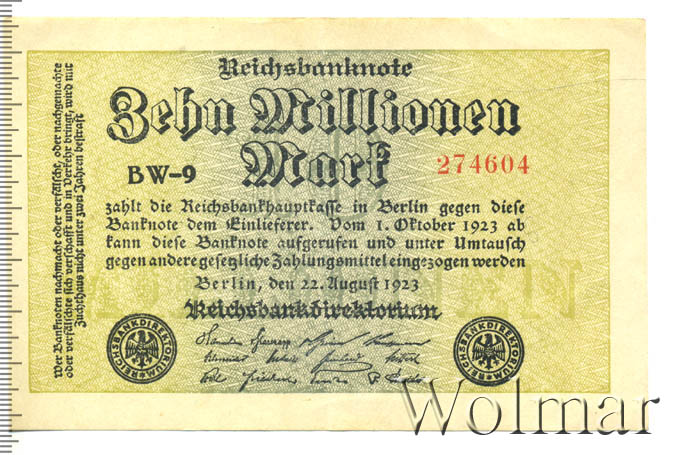 Reichsbanknote
Zehn Millionen
Mark
BW-9
274604
zahlt die Reichsbankhauptkasse in Berlin gegen diese
Banknote dem Einlieferer. Vom 1. Oktober 1923 ab
kann diese Banknote aufgerufen und unter Umtausch
gegen andere gesetzliche Zahlungsmittel eingezogen werden
Berlin, den 22. August 1923
Reichsbankdirektorium
REICHSBANKDIREKTORIUM
REICHSBANKDIREKTORIUM
Wer Banknoten nachmacht oder verfälscht, oder nachgemachte
oder verfälschte sich verschafft und in Verkehr bringt, wird mit
Zuchthaus nicht unter zwei Jahren bestraft
Wolmar